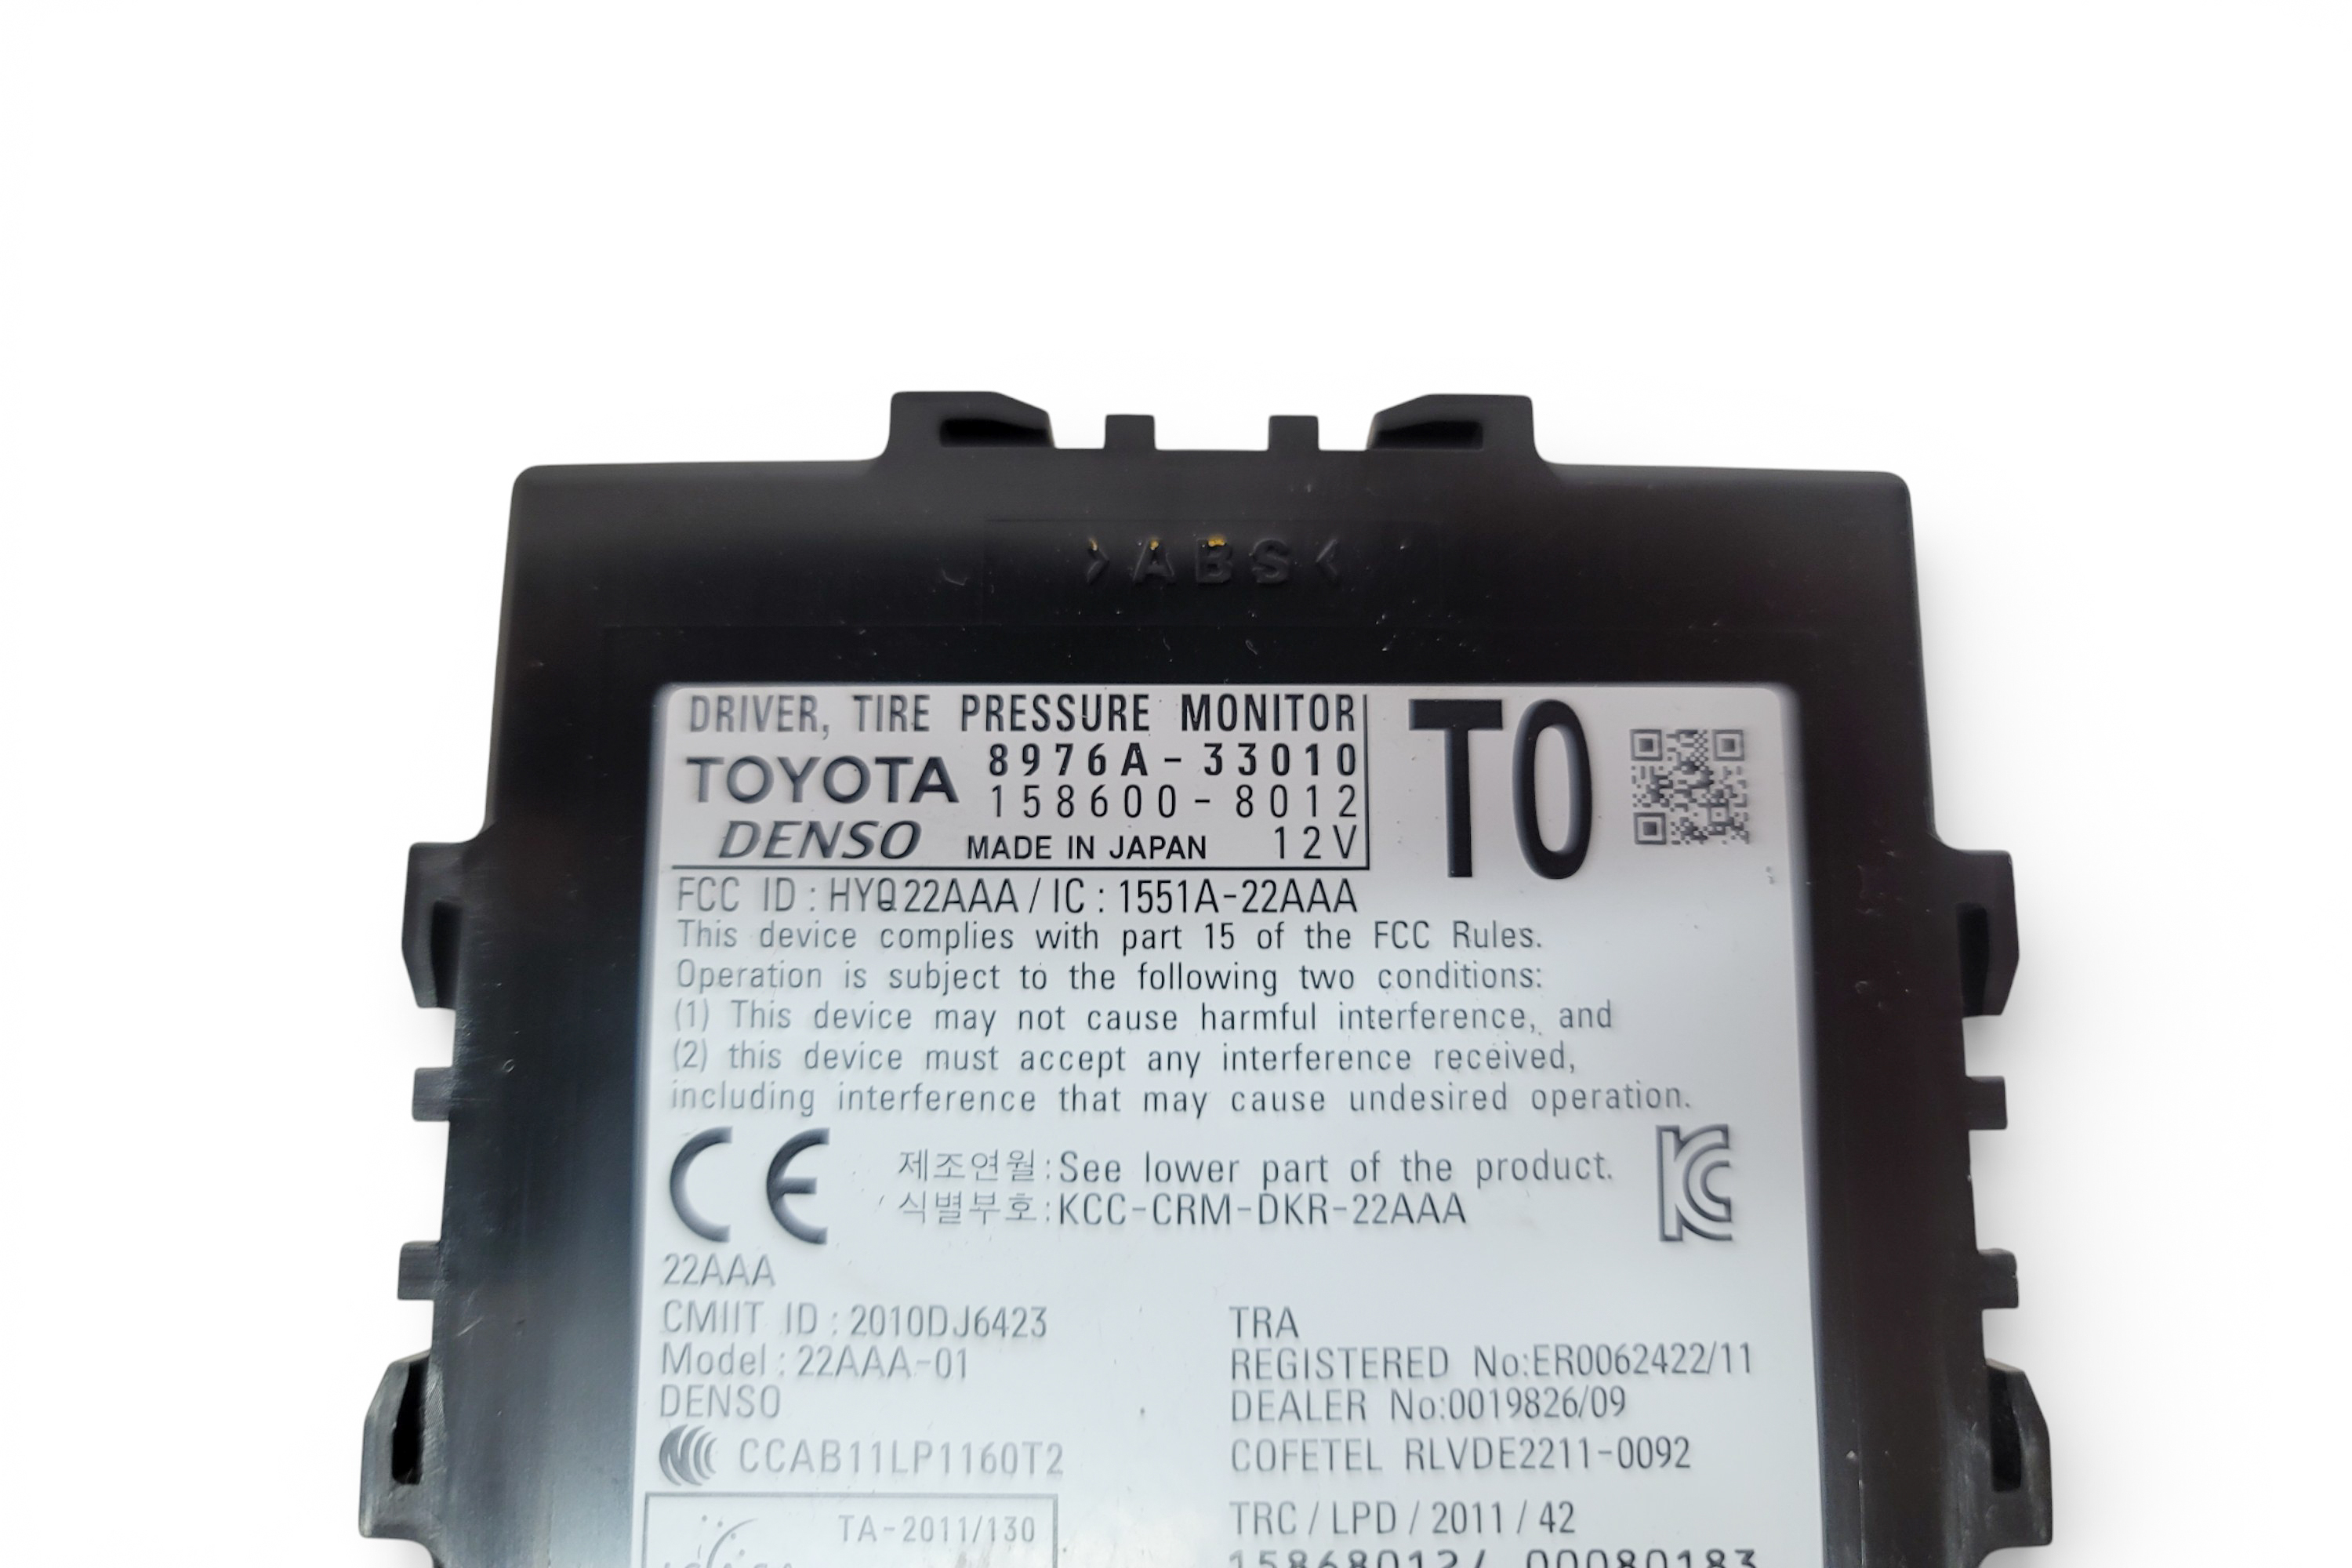 >ABS<
DRIVER, TIRE PRESSURE MONITOR
TOYOTA 8976A-33010
158600-8012
DENSO MADE IN JAPAN 12V
T0
FCC ID : HYQ22AAA / IC : 1551A-22AAA
This device complies with part 15 of the FCC Rules.
Operation is subject to the following two conditions:
(1) This device may not cause harmful interference, and
(2) this device must accept any interference received,
including interference that may cause undesired operation.
CE
제조연월:See lower part of the product.
식별부호:KCC-CRM-DKR-22AAA
22AAA
CMIIT ID : 2010DJ6423
Model : 22AAA-01
DENSO
CCAB11LP1160T2
TA-2011/130
TRA
REGISTERED No:ER0062422/11
DEALER No:0019826/09
COFETEL RLVDE2211-0092
TRC / LPD / 2011 / 42